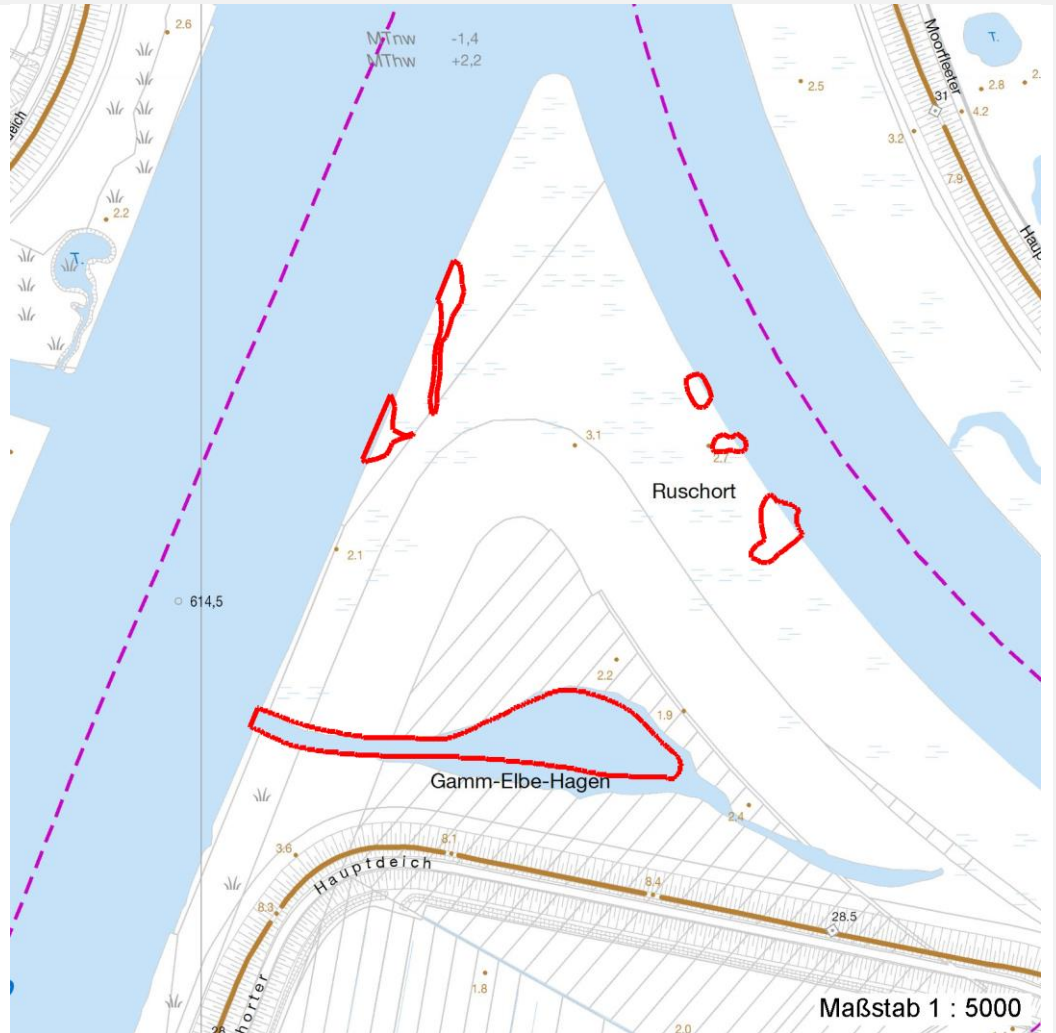 2.6
MTnw -1,4
MThw +2,2
Moorfleeter
T.
2.5
31
2.8
4.2
3.2
7.9
deich
2.2
T.
3.1
2.7
Ruschort
2.1
614,5
2.2
1.9
Gamm-Elbe-Hagen
2.4
3.6
8.1
Hauptdeich
8.4
8.3
28.5
1.8
horter
2.0
Maßstab 1 : 5000